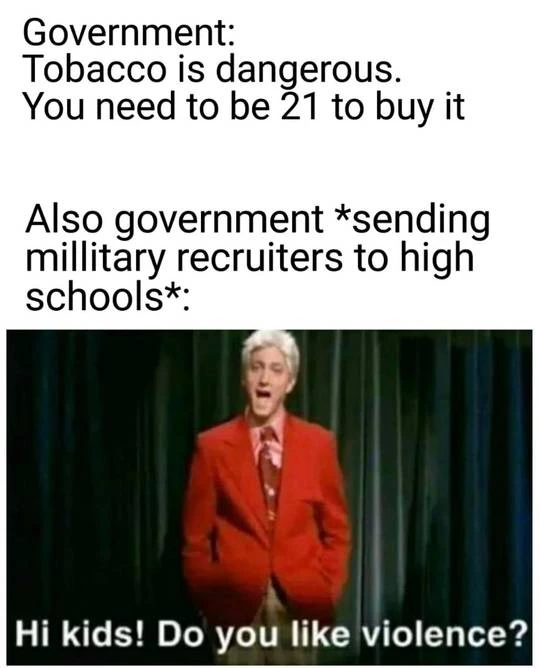 Government:
Tobacco is dangerous.
You need to be 21 to buy it
Also government *sending
millitary recruiters to high
schools*:
Hi kids! Do you like violence?